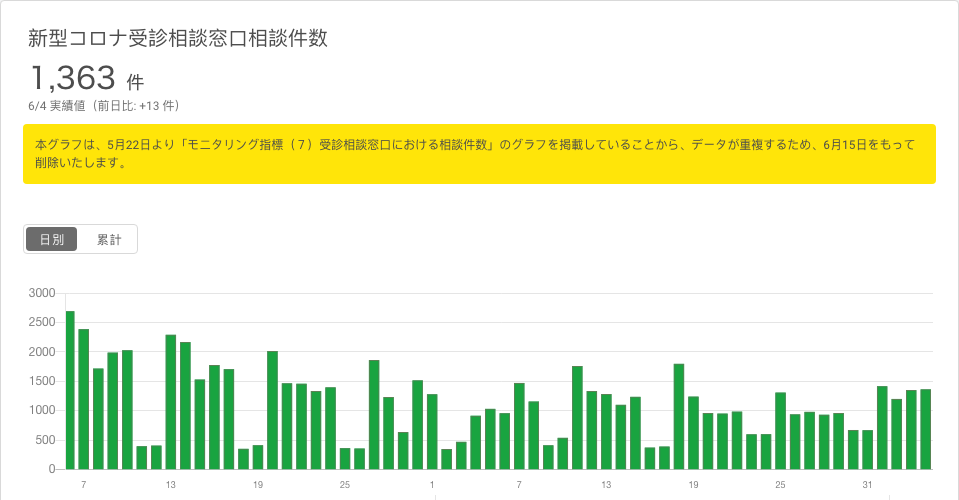 新型コロナ受診相談窓口相談件数
1,363 件
6/4 実績値（前日比: +13 件）
本グラフは、5月22日より「モニタリング指標（７）受診相談窓口における相談件数」のグラフを掲載していることから、データが重複するため、6月15日をもって
削除いたします。
日別 累計
3000
2500
2000
1500
1000
500
0
7 13 19 25 1 7 13 19 25 31